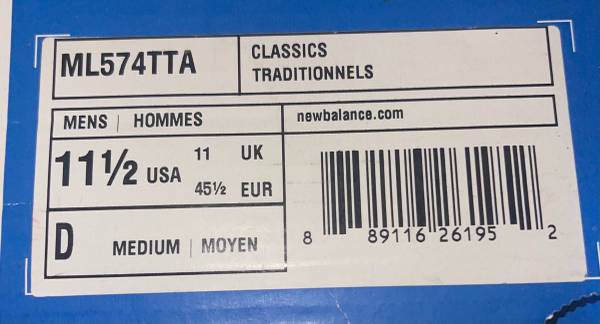 ML574TTA
CLASSICS
TRADITIONNELS
MENS | HOMMES
newbalance.com
11½ USA
11 UK
45½ EUR
D MEDIUM | MOYEN
8 89116 26195 2